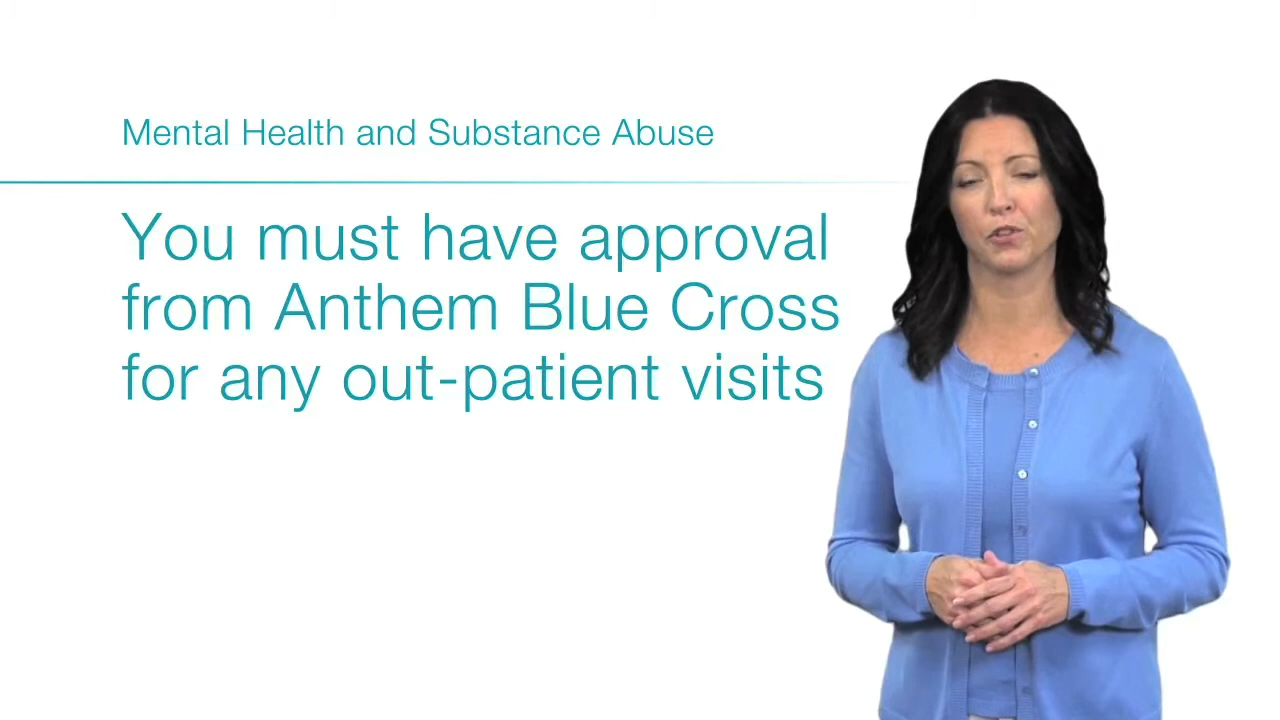 Mental Health and Substance Abuse
You must have approval
from Anthem Blue Cross
for any out-patient visits